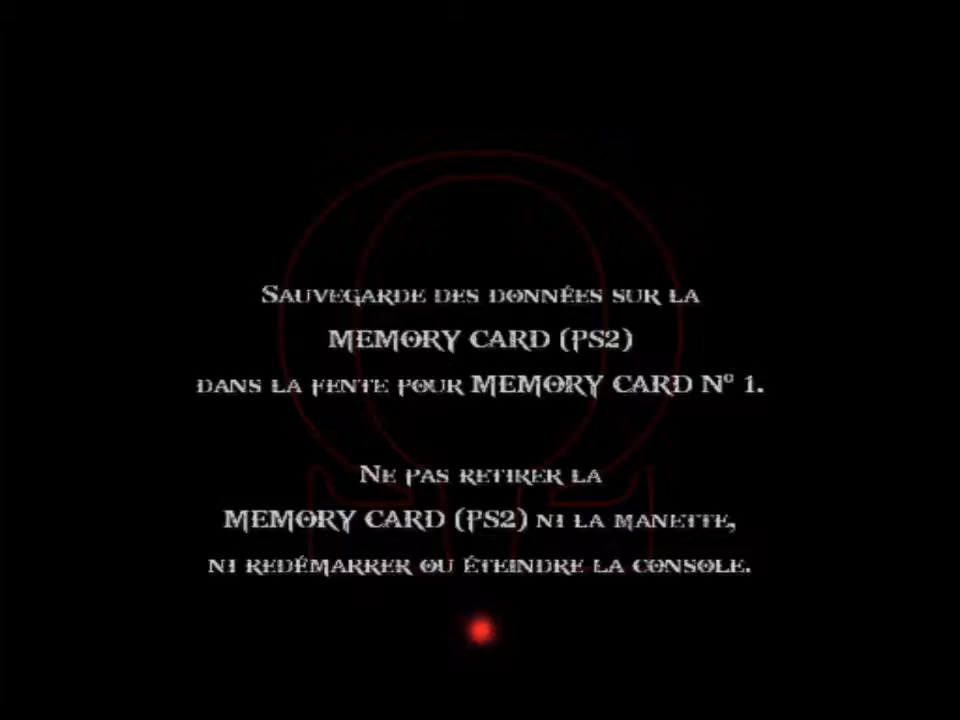 Sauvegarde des données sur la
MEMORY CARD (PS2)
dans la fente pour MEMORY CARD Nº 1.
Ne pas retirer la
MEMORY CARD (PS2) ni la manette,
ni redémarrer ou éteindre la console.